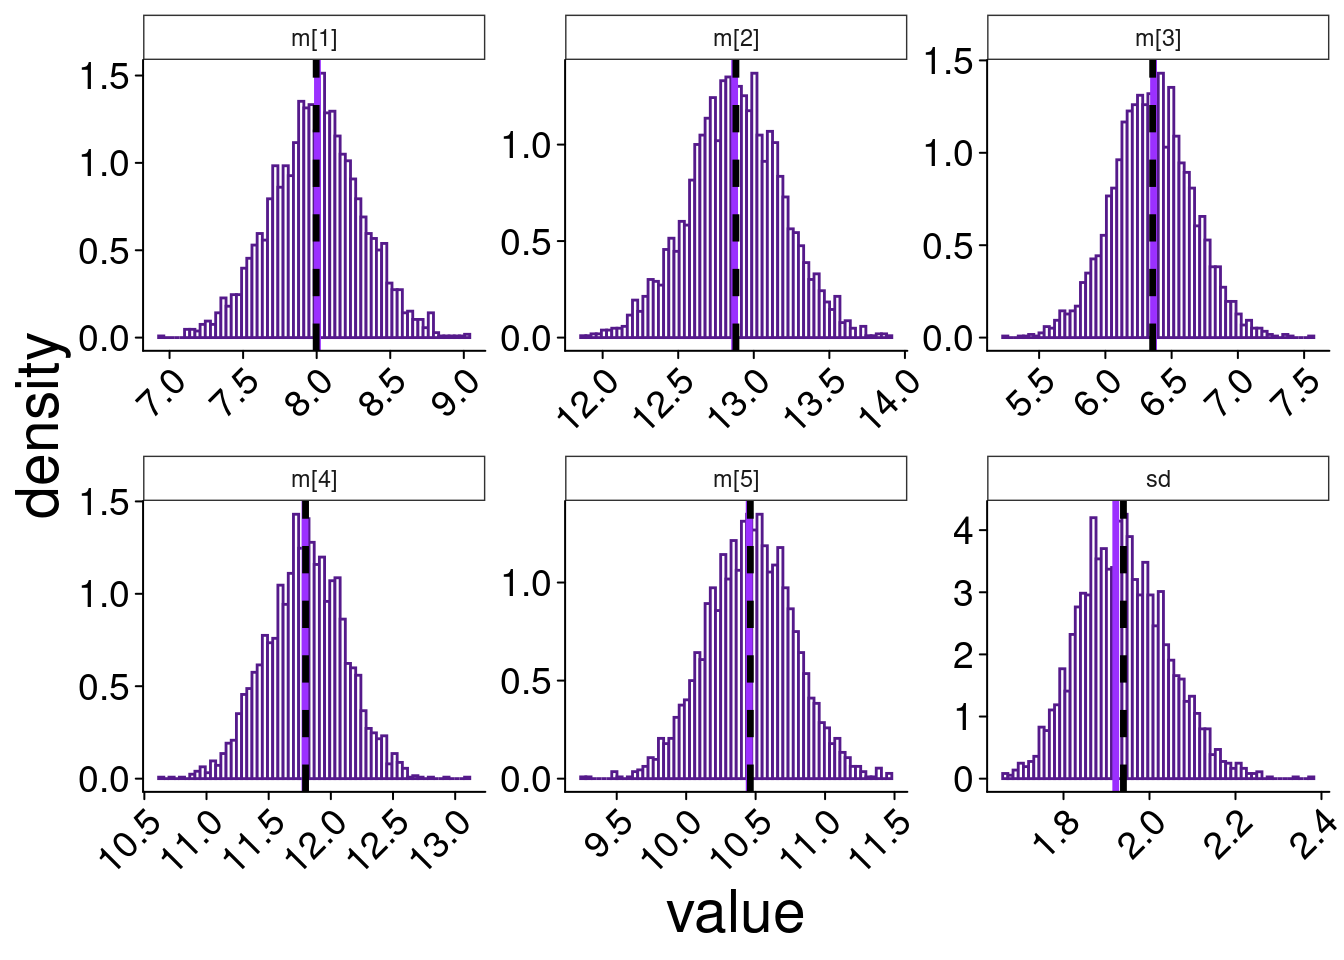 m[1] m[2] m[3]
1.5 1.0 0.5 0.0
1.0 0.5 0.0
1.5 1.0 0.5 0.0
7.0 7.5 8.0 8.5 9.0
12.0 12.5 13.0 13.5 14.0
5.5 6.0 6.5 7.0 7.5
density
m[4] m[5] sd
1.5 1.0 0.5 0.0
1.0 0.5 0.0
4 3 2 1 0
10.5 11.0 11.5 12.0 12.5 13.0
9.5 10.0 10.5 11.0 11.5
1.8 2.0 2.2 2.4
value